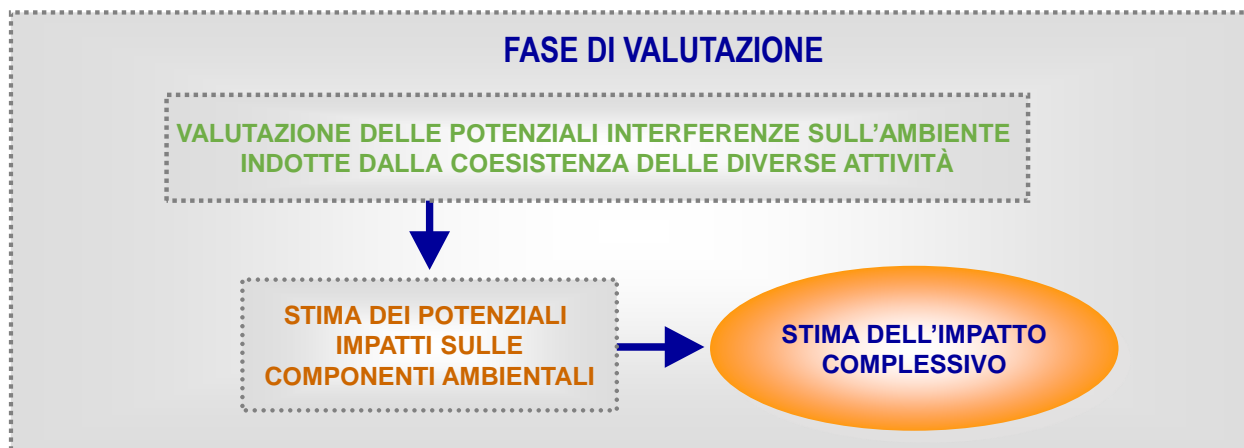 FASE DI VALUTAZIONE
VALUTAZIONE DELLE POTENZIALI INTERFERENZE SULL’AMBIENTE
INDOTTE DALLA COESISTENZA DELLE DIVERSE ATTIVITÀ
STIMA DEI POTENZIALI
IMPATTI SULLE
COMPONENTI AMBIENTALI
STIMA DELL’IMPATTO
COMPLESSIVO